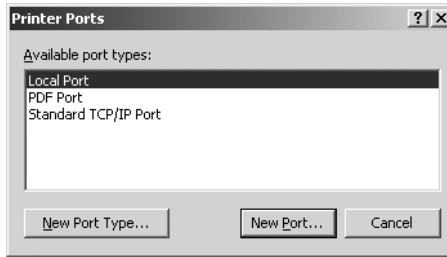 Printer Ports
Available port types:
Local Port
PDF Port
Standard TCP/IP Port
New Port Type...
New Port...
Cancel